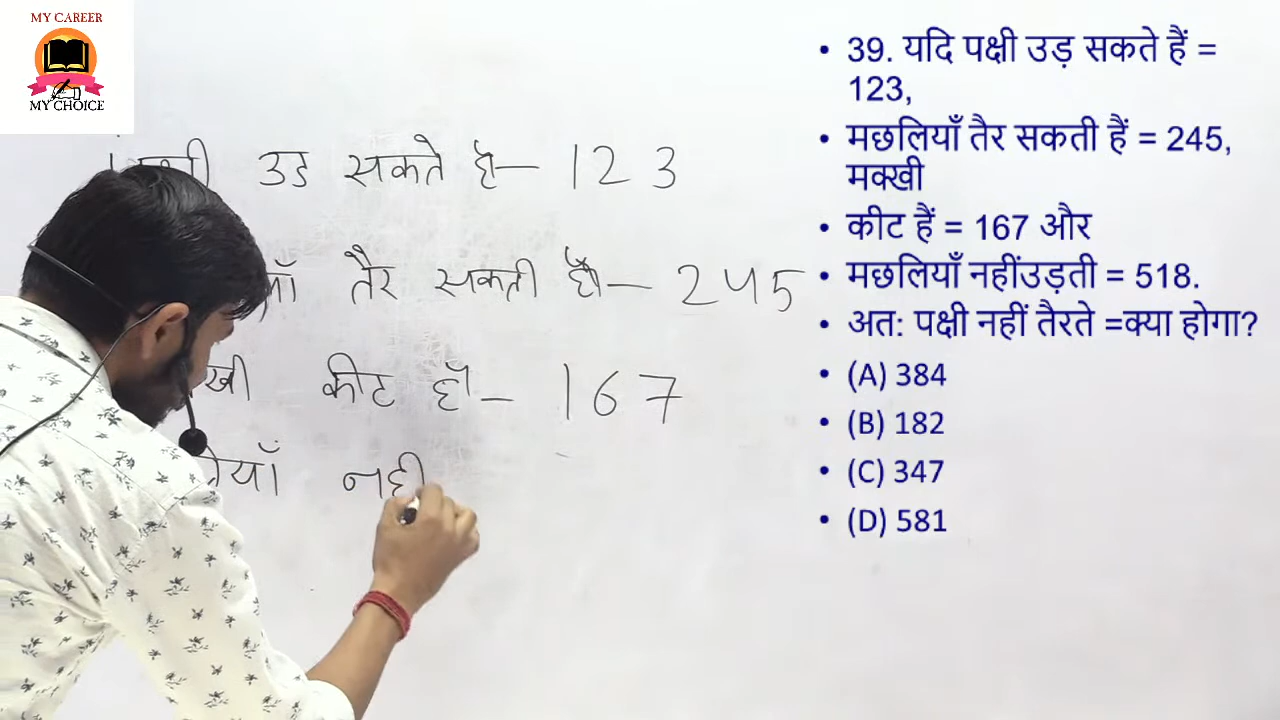 MY CAREER
MY CHOICE
उड सकते है— 123
तैर सकती है— 245
कीट है— 167
नही
• 39. यदि पक्षी उड़ सकते हैं =
123,
• मछलियाँ तैर सकती हैं = 245,
मक्खी
• कीट हैं = 167 और
• मछलियाँ नहींउड़ती = 518.
• अत: पक्षी नहीं तैरते =क्या होगा?
• (A) 384
• (B) 182
• (C) 347
• (D) 581